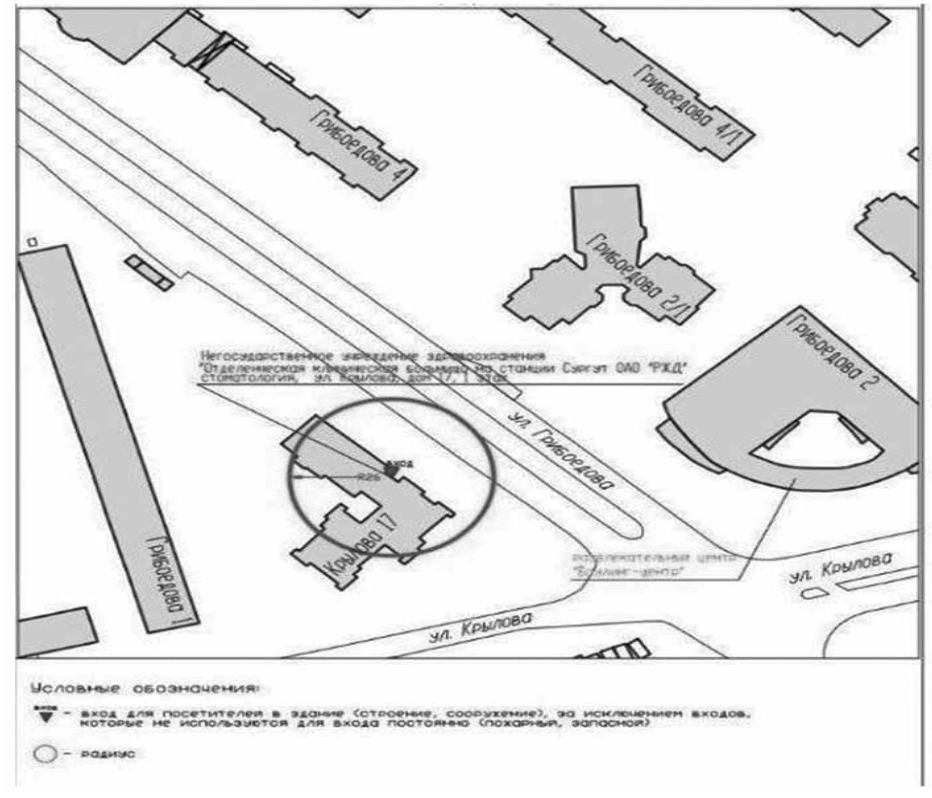 Грибоедова 4
Грибоедова 4/1
Грибоедова 2/1
Грибоедова 2
Негосударственное учреждение здравоохранения
"Отделенческая клиническая больница на станции Сургут ОАО "РЖД"
стоматология, ул. Крылова, дом 17, 1 этаж
ул. Грибоедова
вход
R26
Крылова 17
Грибоедова 1
Развлекательный центр
"Боулинг-центр"
ул. Крылова
ул. Крылова
Условные обозначения:
вход
- вход для посетителей в здание (строение, сооружение), за исключением входов,
которые не используются для входа постоянно (пожарный, запасной)
- радиус